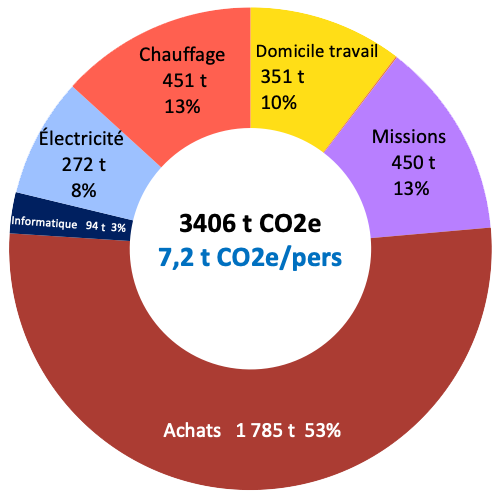 Chauffage
451 t
13%
Domicile travail
351 t
10%
Missions
450 t
13%
Électricité
272 t
8%
Informatique 94 t 3%
3406 t CO2e
7,2 t CO2e/pers
Achats 1 785 t 53%